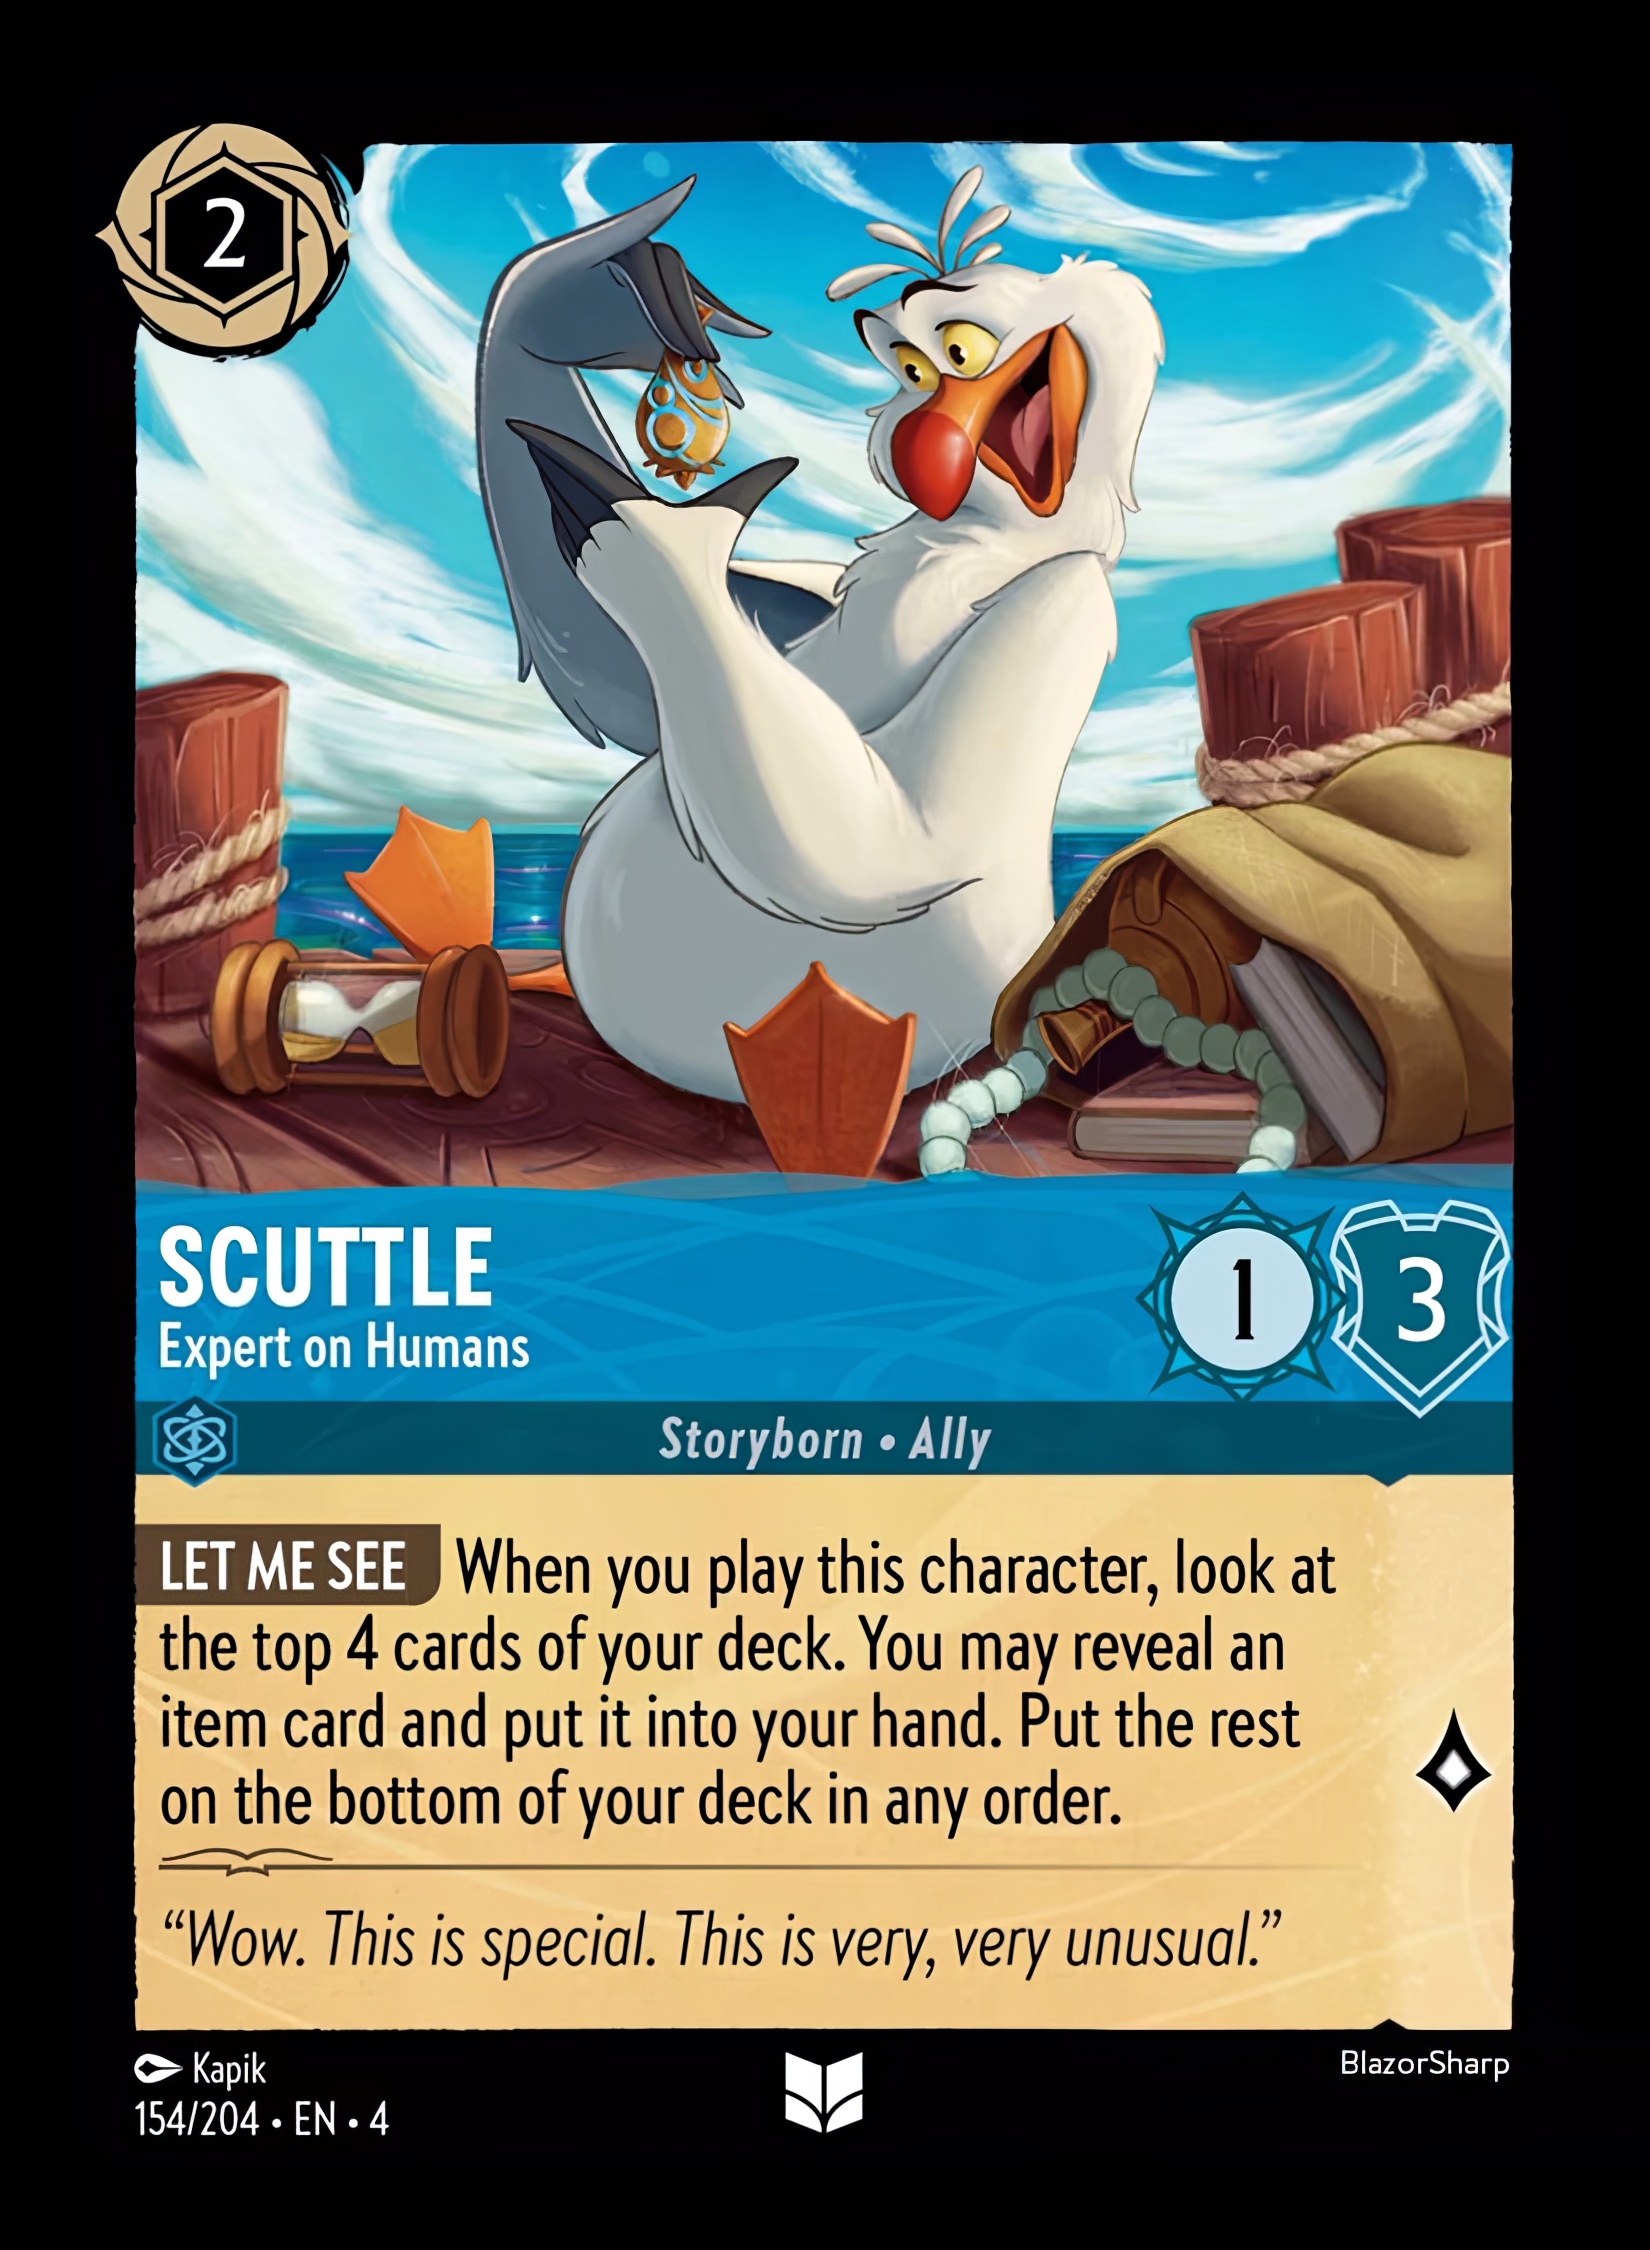 2
SCUTTLE
Expert on Humans
1
3
Storyborn • Ally
LET ME SEE When you play this character, look at
the top 4 cards of your deck. You may reveal an
item card and put it into your hand. Put the rest
on the bottom of your deck in any order.
“Wow. This is special. This is very, very unusual.”
Kapik
BlazorSharp
154/204 • EN • 4